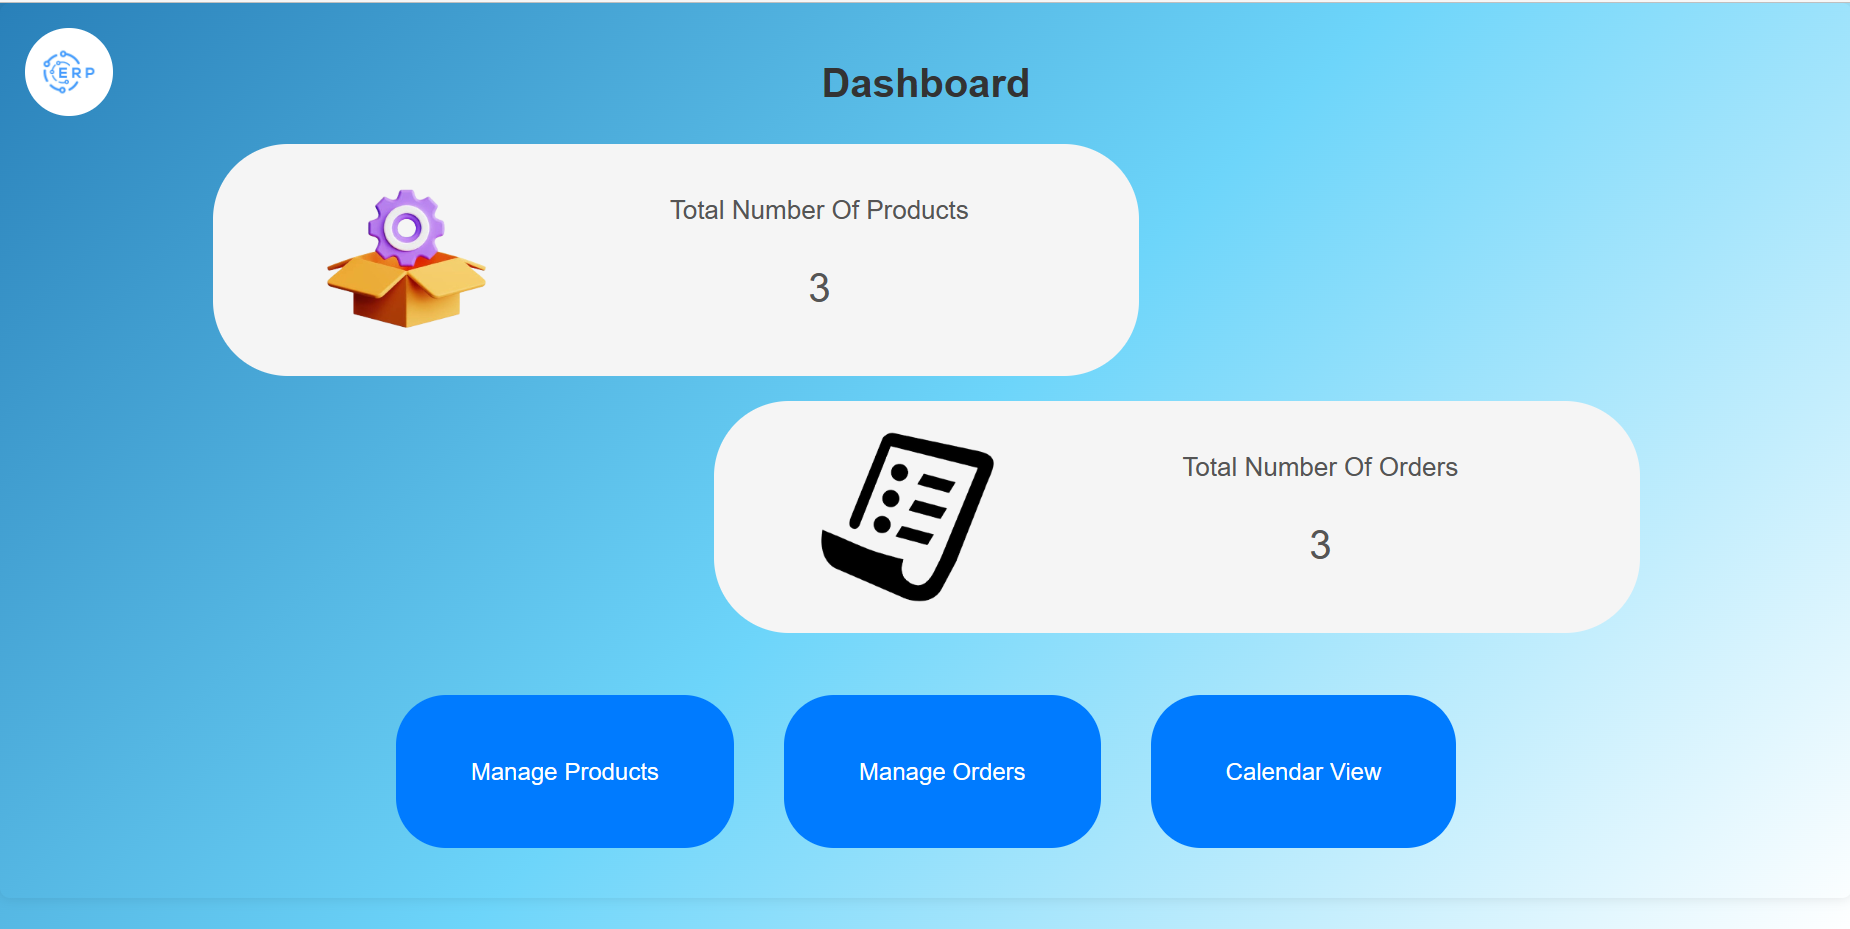 ERP
Dashboard
Total Number Of Products
3
Total Number Of Orders
3
Manage Products
Manage Orders
Calendar View